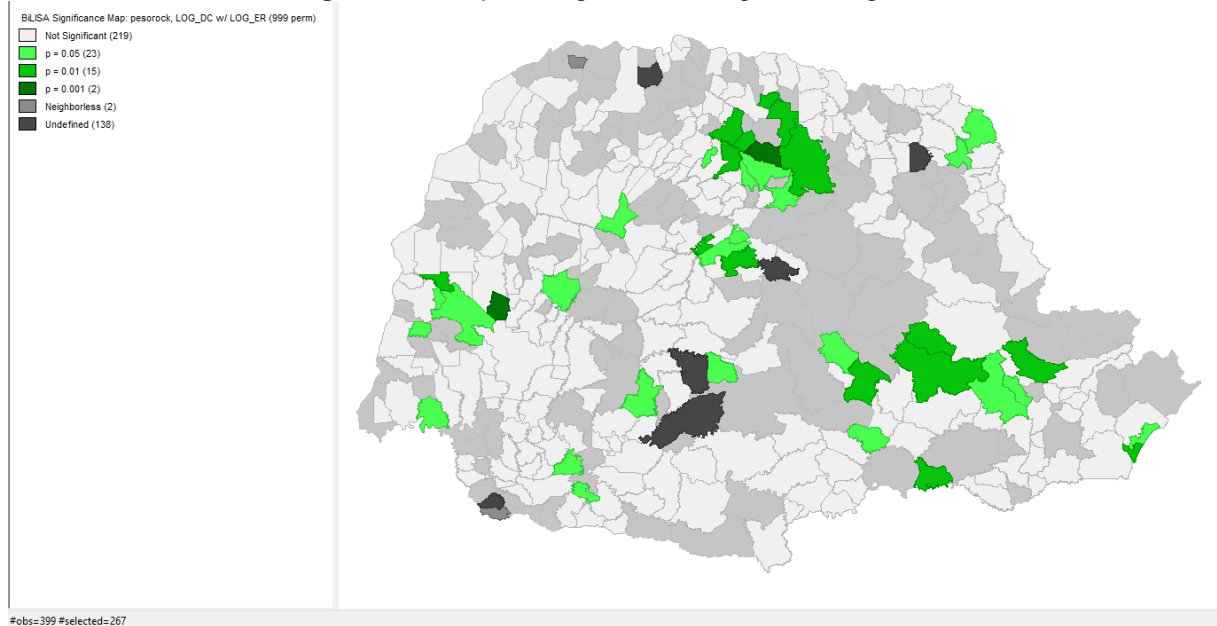 BiLISA Significance Map: pesorock, LOG_DC w/ LOG_ER (999 perm)
Not Significant (219)
p = 0.05 (23)
p = 0.01 (15)
p = 0.001 (2)
Neighborless (2)
Undefined (138)
#obs=399 #selected=267